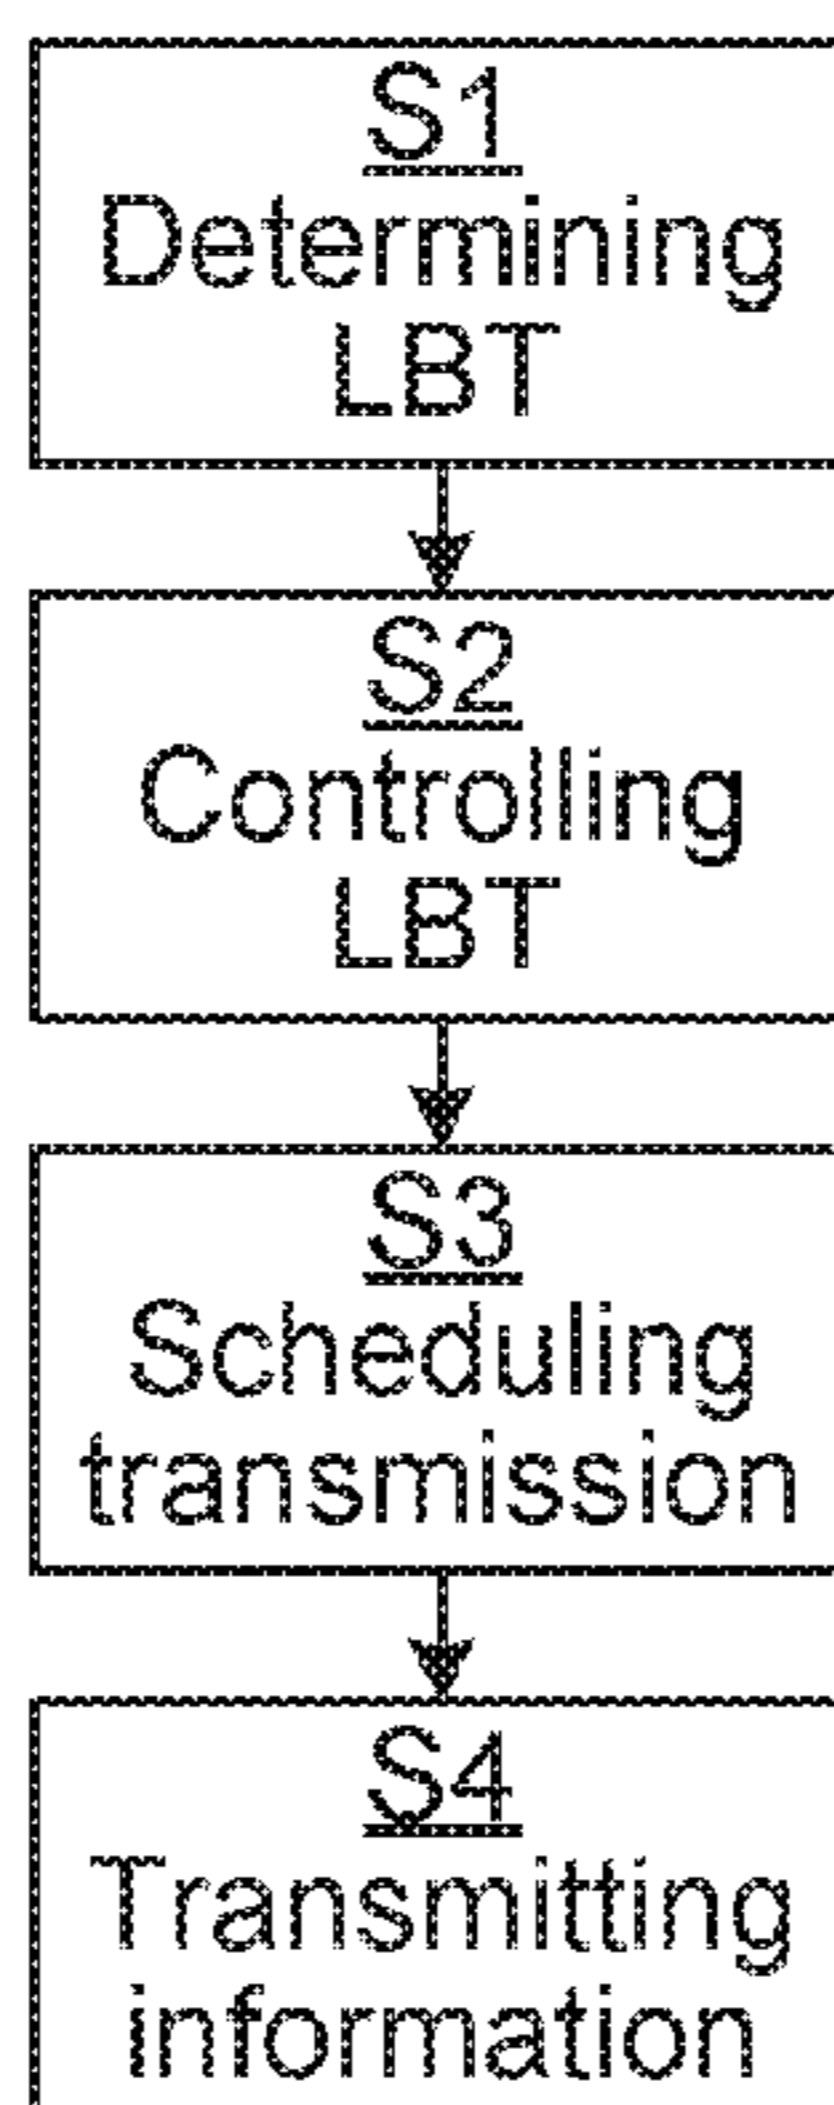 S1
Determining
LBT
S2
Controlling
LBT
S3
Scheduling
transmission
S4
Transmitting
information